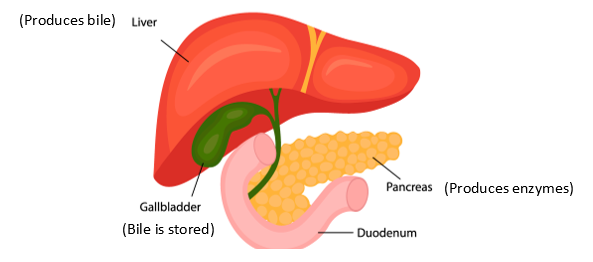 (Produces bile) Liver
Pancreas (Produces enzymes)
Gallbladder
(Bile is stored)
Duodenum